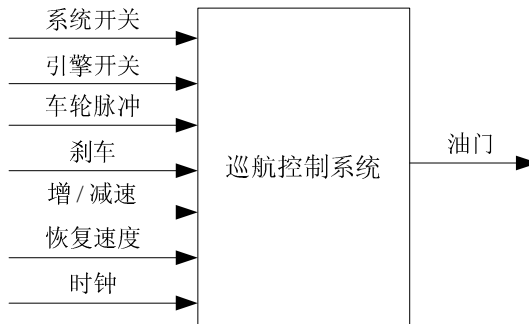 系统开关
引擎开关
车轮脉冲
刹车
增/减速
恢复速度
时钟
巡航控制系统
油门